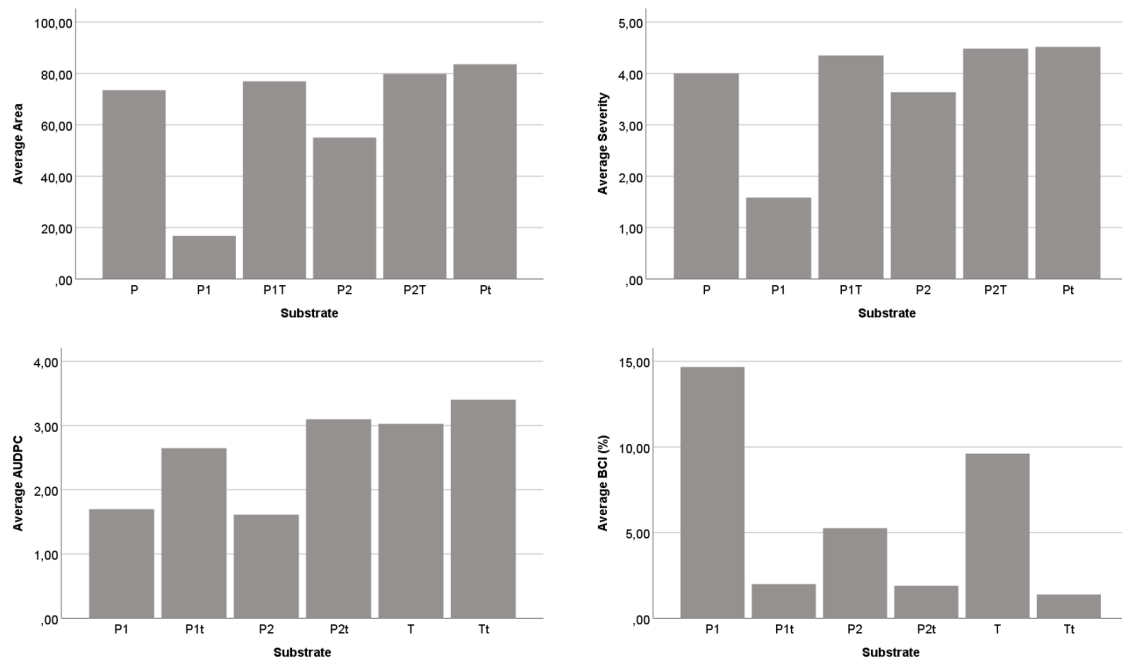 Average Area
100,00
80,00
60,00
40,00
20,00
,00
P P1 P1T P2 P2T Pt
Substrate
Average Severity
5,00
4,00
3,00
2,00
1,00
,00
P P1 P1T P2 P2T Pt
Substrate
Average AUDPC
4,00
3,00
2,00
1,00
,00
P1 P1t P2 P2t T Tt
Substrate
Average BCI (%)
15,00
10,00
5,00
,00
P1 P1t P2 P2t T Tt
Substrate